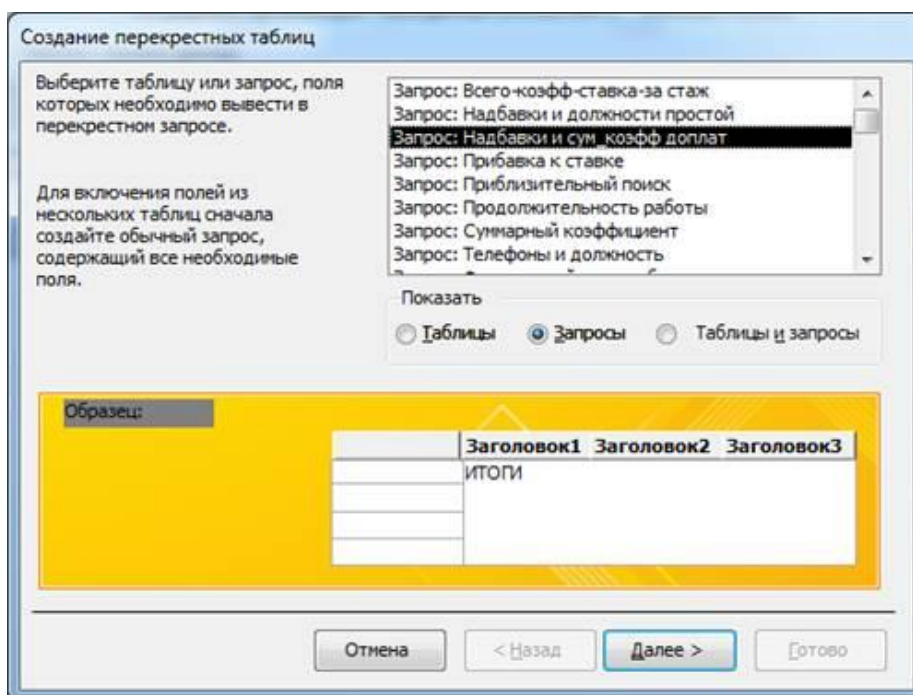 Создание перекрестных таблиц
Выберите таблицу или запрос, поля
которых необходимо вывести в
перекрестном запросе.
Для включения полей из
нескольких таблиц сначала
создайте обычный запрос,
содержащий все необходимые
поля.
Запрос: Всего-коэфф-ставка-за стаж
Запрос: Надбавки и должности простой
Запрос: Надбавки и сум_коэфф доплат
Запрос: Прибавка к ставке
Запрос: Приблизительный поиск
Запрос: Продолжительность работы
Запрос: Суммарный коэффициент
Запрос: Телефоны и должность
Показать
Таблицы Запросы Таблицы и запросы
Образец:
Заголовок1 Заголовок2 Заголовок3
ИТОГИ
Отмена < Назад Далее > Готово